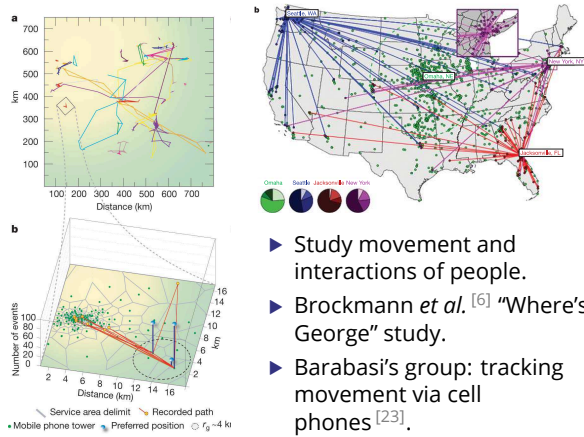 a
700
600
500
400
300
200
100
km
100 200 300 400 500 600 700 800
Distance (km)
b
Seattle, WA
Omaha, NE
New York, NY
Jacksonville, FL
Omaha Seattle Jacksonville New York
b
Number of events
100
80
60
40
20
0
2 4 6 8 10 12 14 16
Distance (km)
16
14
12
10
8
6
4
2
km
Service area delimit Recorded path
Mobile phone tower Preferred position rg ~4 k
Study movement and
interactions of people.
Brockmann et al. [6] “Where’s
George” study.
Barabasi’s group: tracking
movement via cell
phones [23].